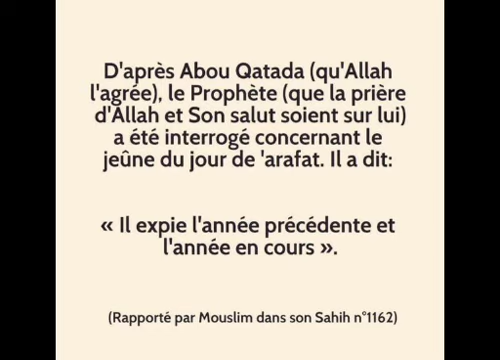 D'après Abou Qatada (qu'Allah
l'agrée), le Prophète (que la prière
d'Allah et Son salut soient sur lui)
a été interrogé concernant le
jeûne du jour de 'arafat. Il a dit:
« Il expie l'année précédente et
l'année en cours ».
(Rapporté par Mouslim dans son Sahih n°1162)